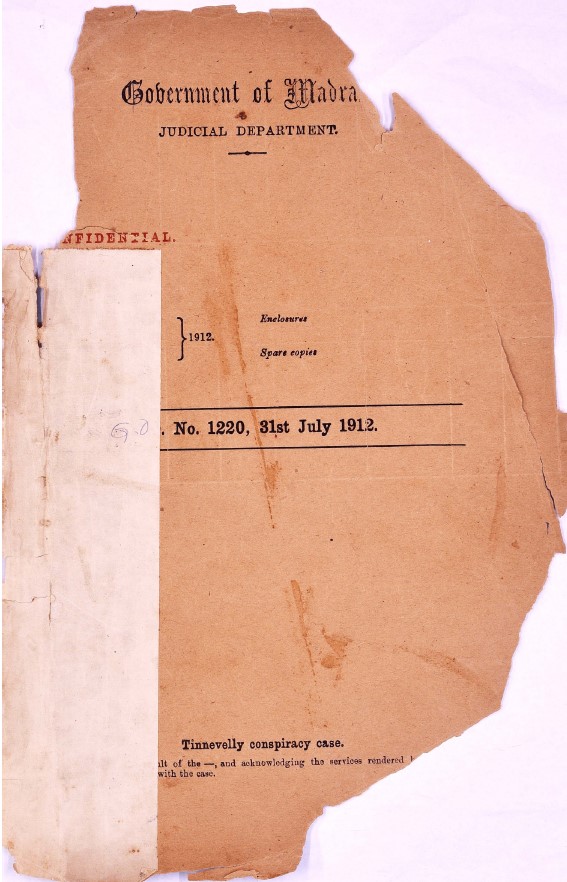 Government of Madra
JUDICIAL DEPARTMENT.
NFIDENTIAL.
}1912.
Enclosures
Spare copies
G.O. No. 1220, 31st July 1912.
Tinnevelly conspiracy case.
ult of the —, and acknowledging the services rendered
with the case.